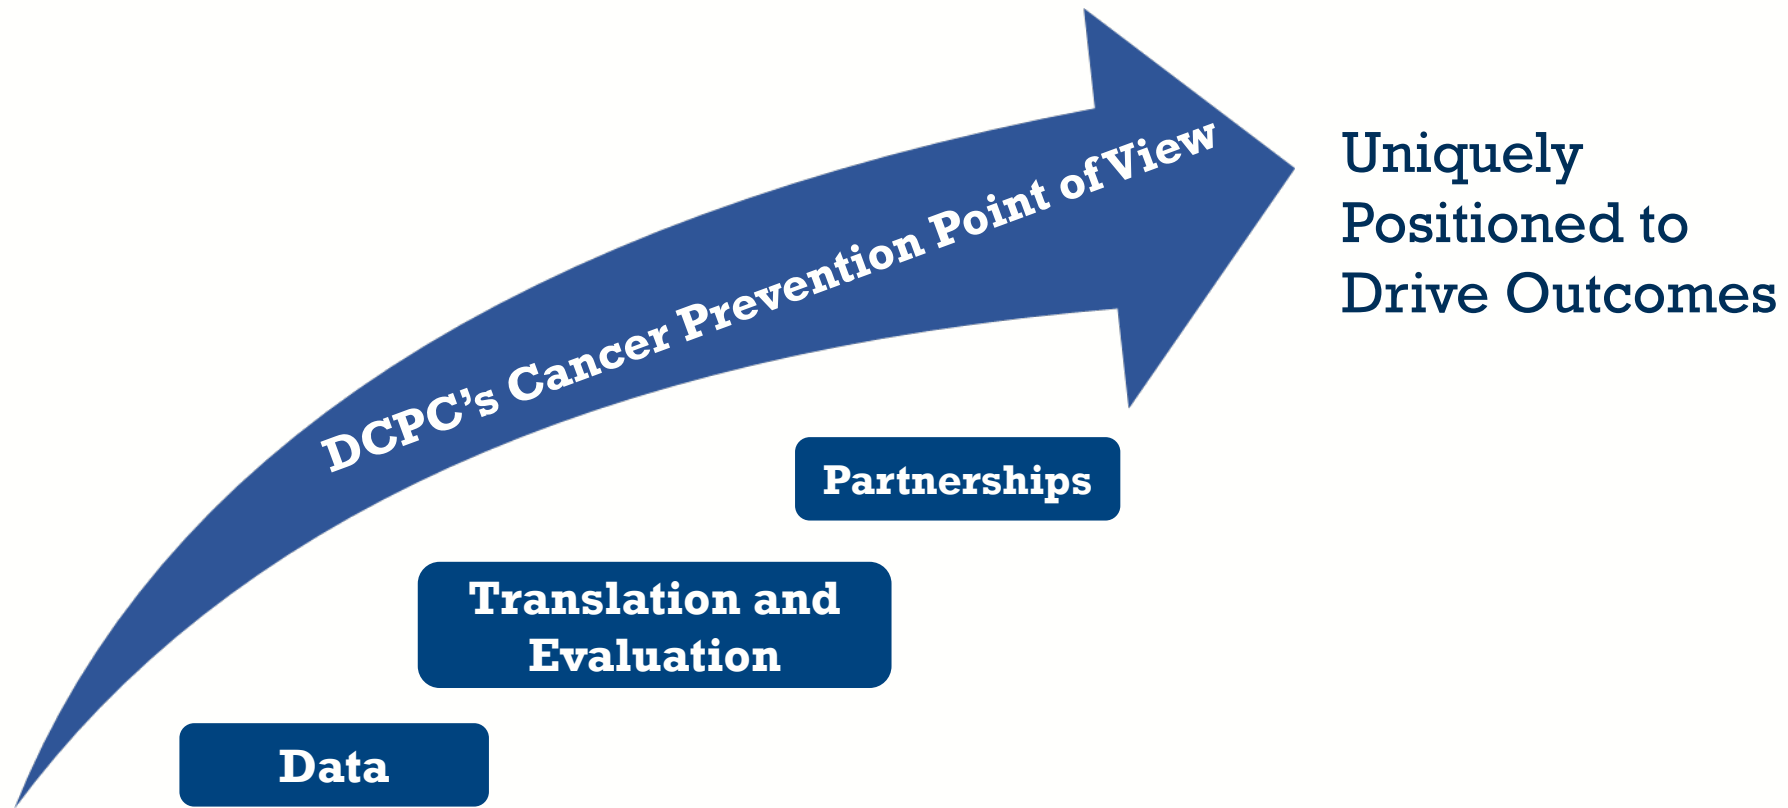 DCPC’s Cancer Prevention Point of View
Uniquely
Positioned to
Drive Outcomes
Partnerships
Translation and
Evaluation
Data